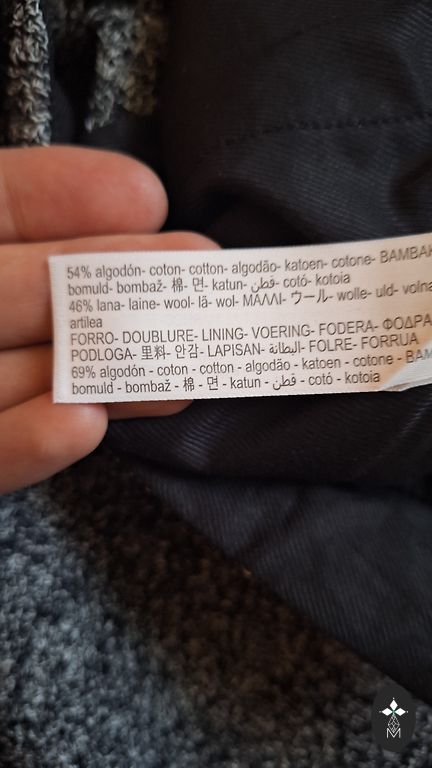 54% algodón- coton- cotton- algodão- katoen- cotone- BAMBAK
bomuld- bombaž- 棉- 면- katun- قطن- cotó- kotoia
46% lana- laine- wool- lã- wol- ΜΑΛΛΙ- ウール- wolle- uld- volna
artilea
FORRO- DOUBLURE- LINING- VOERING- FODERA- ΦΟΔΡΑ
PODLOGA- 里料- 안감- LAPISAN- البطانة- FOLRE- FORRUA
69% algodón - coton - cotton - algodão - katoen - cotone - BAM
bomuld - bombaž - 棉 - 면 - katun - قطن - cotó - kotoia